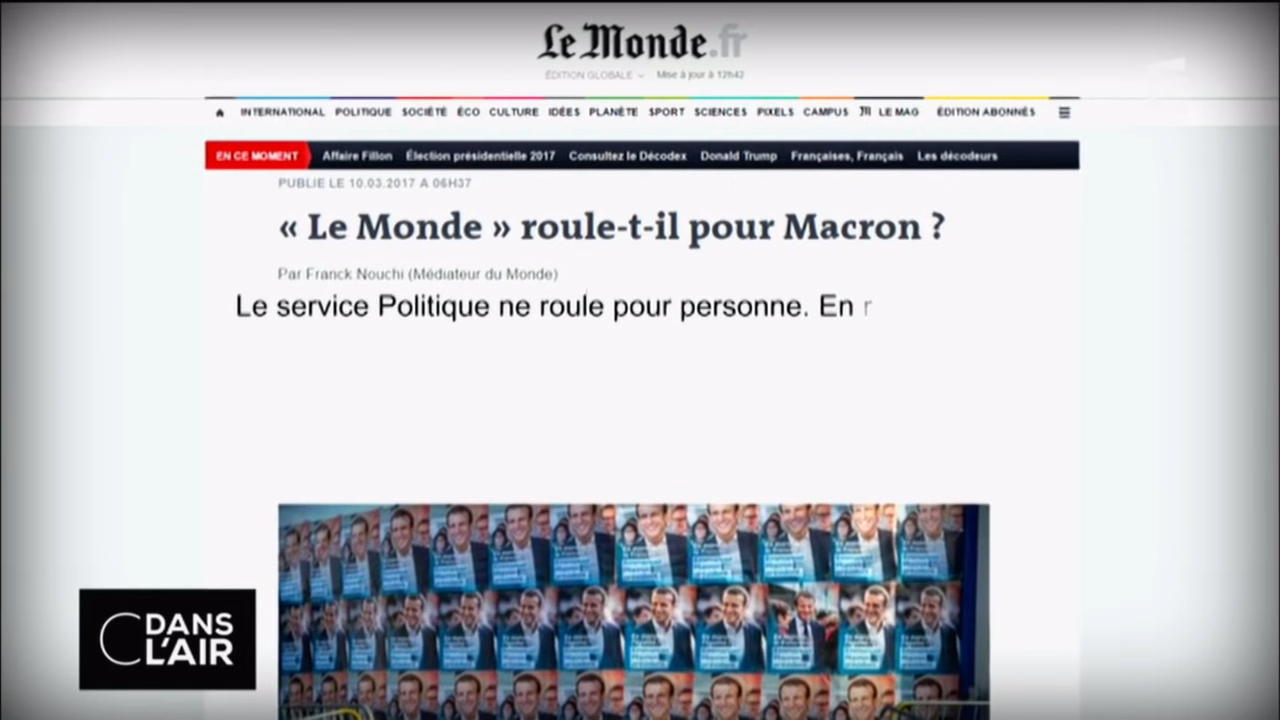 Le Monde.fr
ÉDITION GLOBALE Mise à jour à 12h42
INTERNATIONAL POLITIQUE SOCIÉTÉ ÉCO CULTURE IDÉES PLANÈTE SPORT SCIENCES PIXELS CAMPUS M LE MAG ÉDITION ABONNÉS
EN CE MOMENT Affaire Fillon Élection présidentielle 2017 Consultez le Décodex Donald Trump Françaises, Français Les décodeurs
PUBLIE LE 10.03.2017 A 06H37
« Le Monde » roule-t-il pour Macron ?
Par Franck Nouchi (Médiateur du Monde)
Le service Politique ne roule pour personne. En r
C DANS
L'AIR